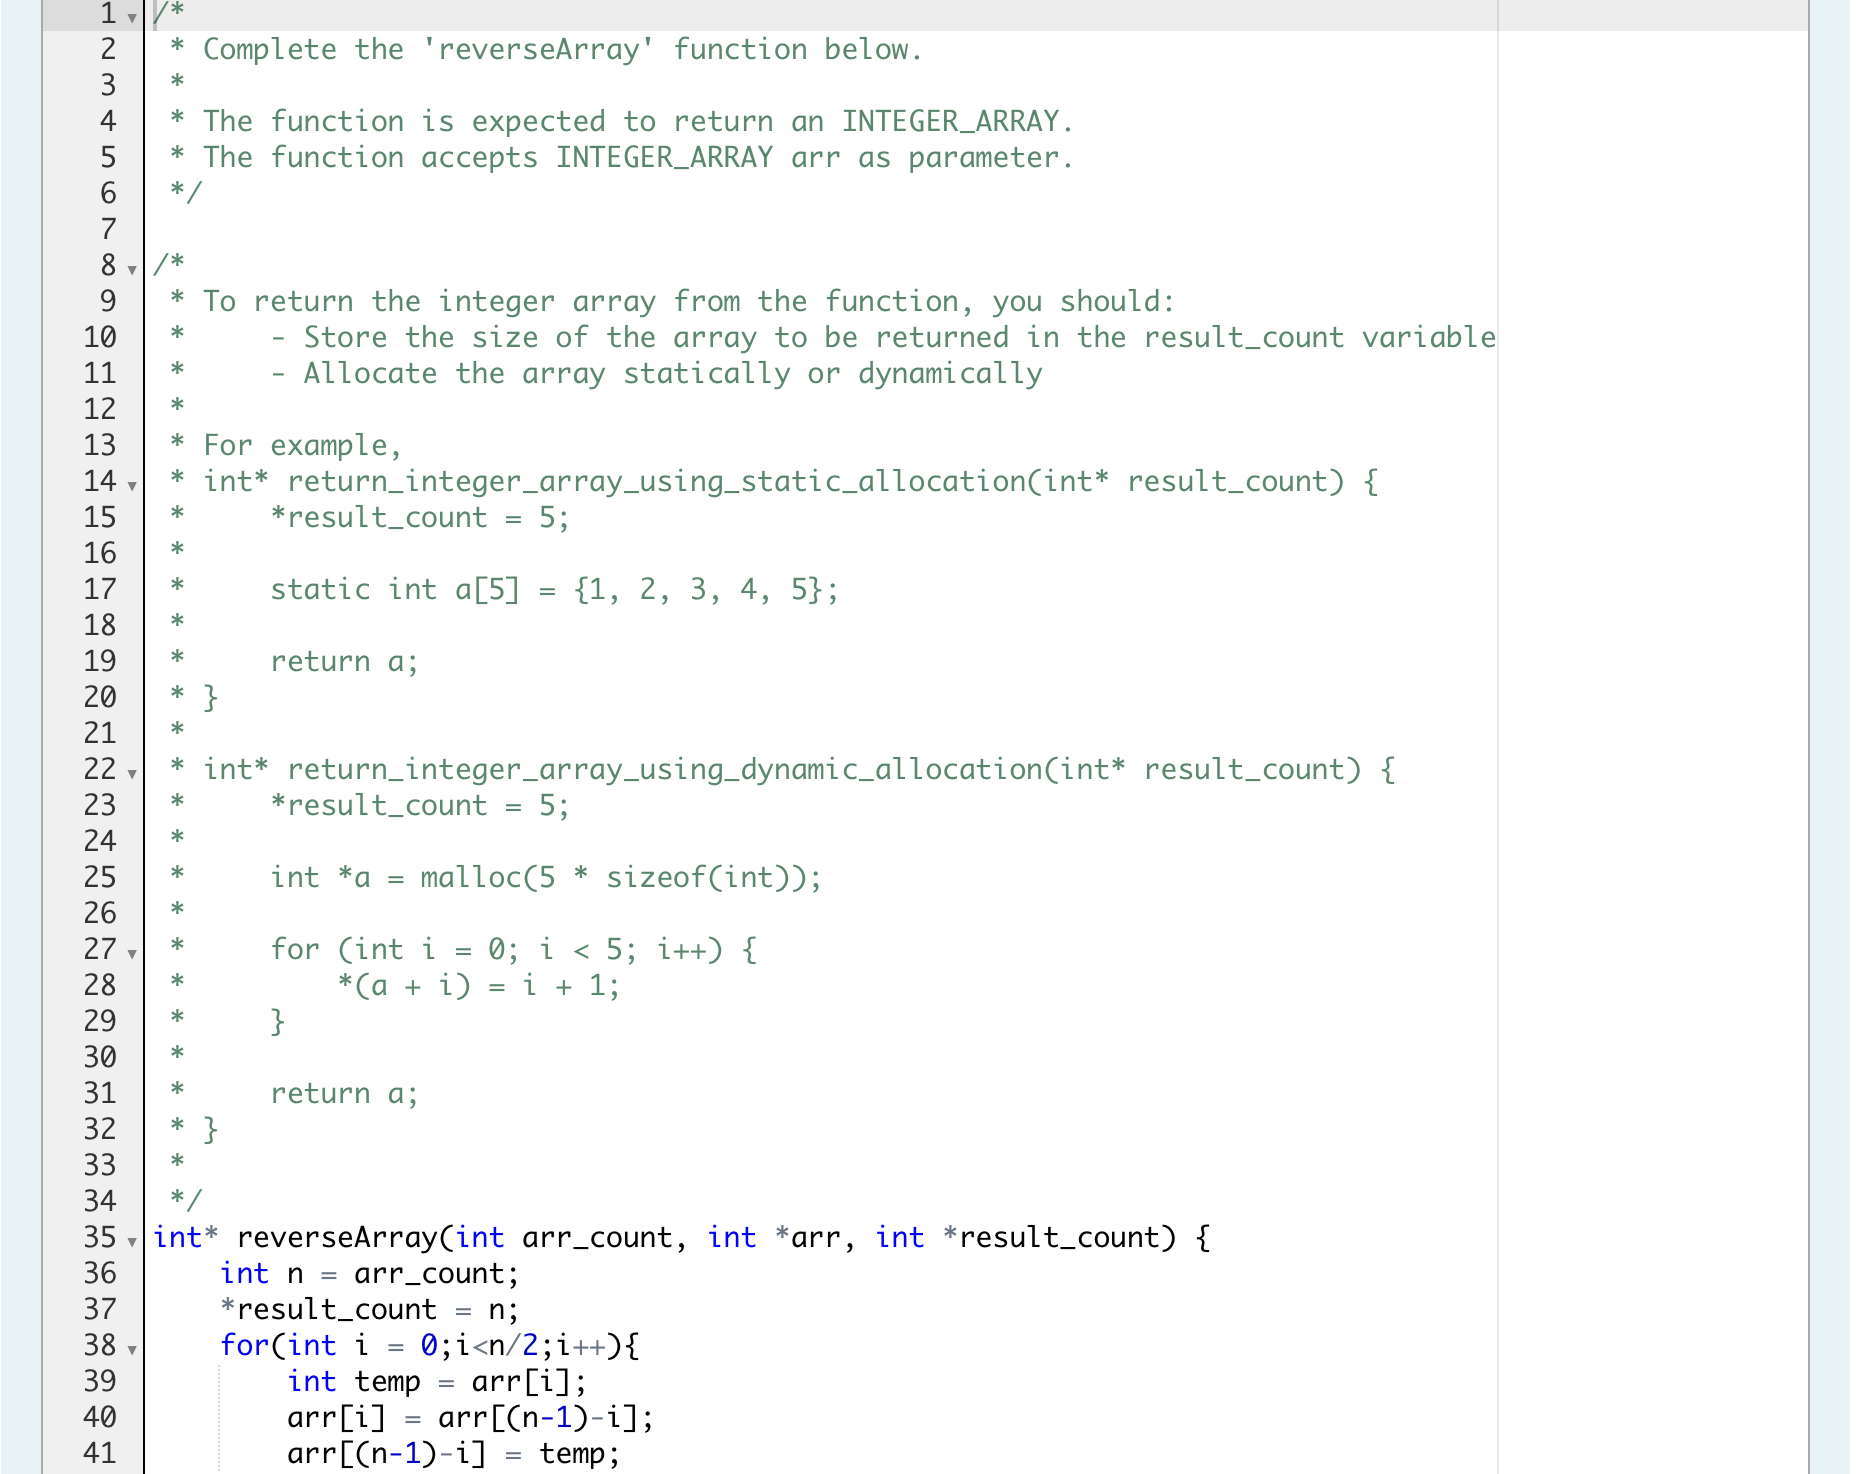 1 /*
2  * Complete the 'reverseArray' function below.
3  *
4  * The function is expected to return an INTEGER_ARRAY.
5  * The function accepts INTEGER_ARRAY arr as parameter.
6  */
7
8 /*
9  * To return the integer array from the function, you should:
10  *     - Store the size of the array to be returned in the result_count variable
11  *     - Allocate the array statically or dynamically
12  *
13  * For example,
14  * int* return_integer_array_using_static_allocation(int* result_count) {
15  *     *result_count = 5;
16  *
17  *     static int a[5] = {1, 2, 3, 4, 5};
18  *
19  *     return a;
20  * }
21  *
22  * int* return_integer_array_using_dynamic_allocation(int* result_count) {
23  *     *result_count = 5;
24  *
25  *     int *a = malloc(5 * sizeof(int));
26  *
27  *     for (int i = 0; i < 5; i++) {
28  *         *(a + i) = i + 1;
29  *     }
30  *
31  *     return a;
32  * }
33  *
34  */
35 int* reverseArray(int arr_count, int *arr, int *result_count) {
36     int n = arr_count;
37     *result_count = n;
38     for(int i = 0;i<n/2;i++){
39         int temp = arr[i];
40         arr[i] = arr[(n-1)-i];
41         arr[(n-1)-i] = temp;